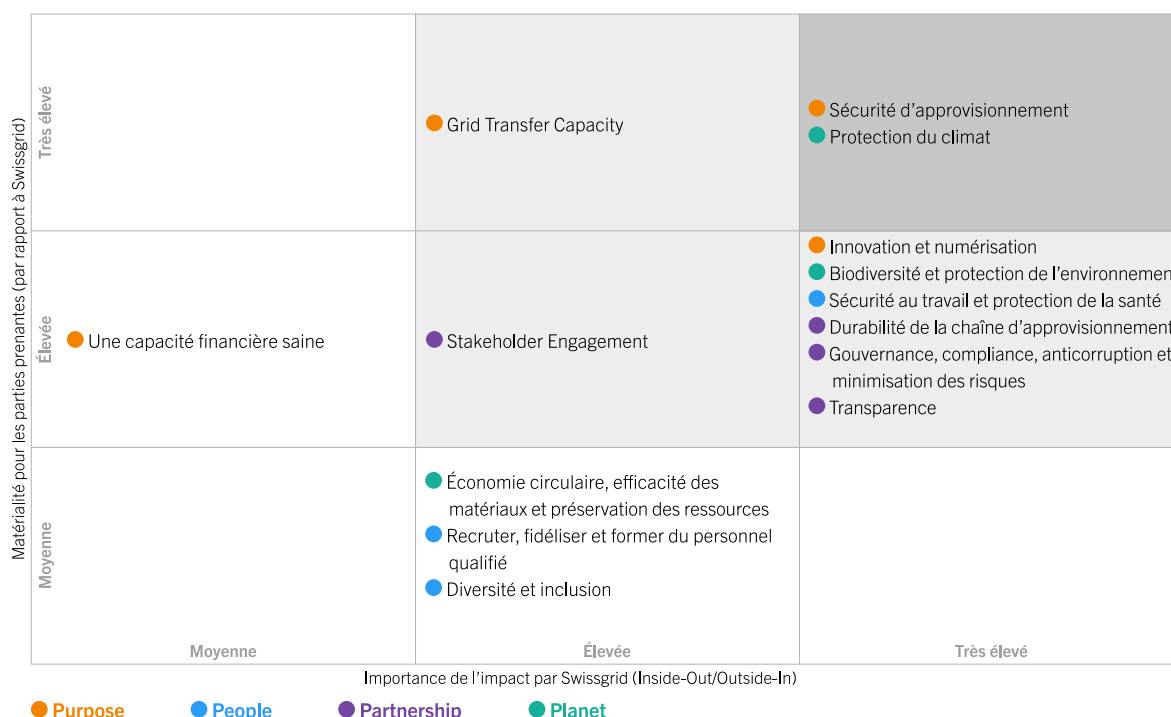 Matérialité pour les parties prenantes (par rapport à Swissgrid)
Très élevé
Grid Transfer Capacity
Sécurité d'approvisionnement
Protection du climat
Élevée
Une capacité financière saine
Stakeholder Engagement
Innovation et numérisation
Biodiversité et protection de l'environnement
Sécurité au travail et protection de la santé
Durabilité de la chaîne d'approvisionnement
Gouvernance, compliance, anticorruption et
minimisation des risques
Transparence
Moyenne
Économie circulaire, efficacité des
matériaux et préservation des ressources
Recruter, fidéliser et former du personnel
qualifié
Diversité et inclusion
Moyenne
Élevée
Très élevé
Importance de l'impact par Swissgrid (Inside-Out/Outside-In)
Purpose
People
Partnership
Planet